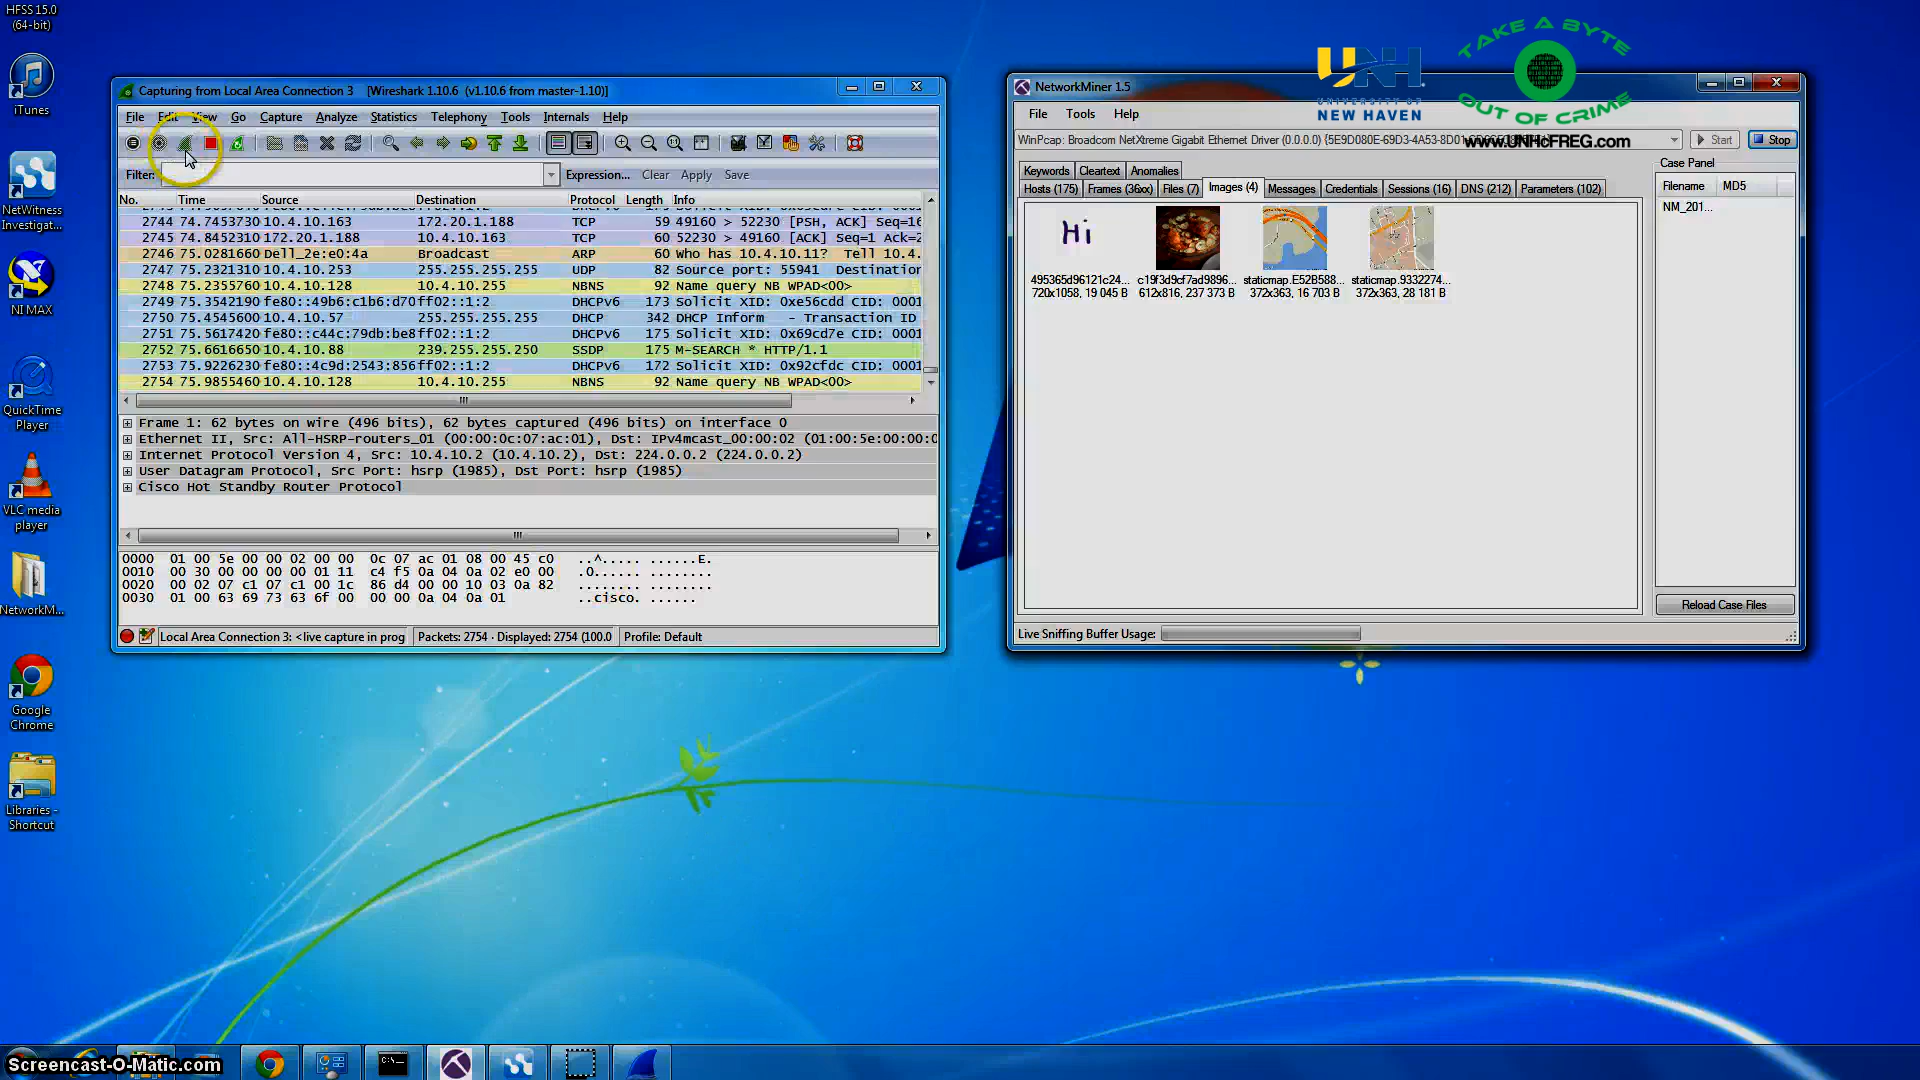 HFSS 15.0
(64-bit)
iTunes
NetWitness
Investigat...
NI MAX
QuickTime
Player
VLC media
player
NetworkM...
Google
Chrome
Libraries -
Shortcut
Capturing from Local Area Connection 3 [Wireshark 1.10.6 (v1.10.6 from master-1.10)]
File Edit View Go Capture Analyze Statistics Telephony Tools Internals Help
Filter: Expression... Clear Apply Save
No. Time Source Destination Protocol Length Info
2744 74.7453730 10.4.10.163 172.20.1.188 TCP 59 49160 > 52230 [PSH, ACK] Seq=16
2745 74.8452310 172.20.1.188 10.4.10.163 TCP 60 52230 > 49160 [ACK] Seq=1 Ack=2
2746 75.0281660 Dell_2e:e0:4a Broadcast ARP 60 Who has 10.4.10.11? Tell 10.4.
2747 75.2321310 10.4.10.253 255.255.255.255 UDP 82 Source port: 55941 Destination
2748 75.2355760 10.4.10.128 10.4.10.255 NBNS 92 Name query NB WPAD<00>
2749 75.3542190 fe80::49b6:c1b6:d70 ff02::1:2 DHCPv6 173 Solicit XID: 0xe56cdd CID: 0001
2750 75.4545600 10.4.10.57 255.255.255.255 DHCP 342 DHCP Inform - Transaction ID
2751 75.5617420 fe80::c44c:79db:be8 ff02::1:2 DHCPv6 175 Solicit XID: 0x69cd7e CID: 0001
2752 75.6616650 10.4.10.88 239.255.255.250 SSDP 175 M-SEARCH * HTTP/1.1
2753 75.9226230 fe80::4c9d:2543:856 ff02::1:2 DHCPv6 172 Solicit XID: 0x92cfdc CID: 0001
2754 75.9855460 10.4.10.128 10.4.10.255 NBNS 92 Name query NB WPAD<00>
Frame 1: 62 bytes on wire (496 bits), 62 bytes captured (496 bits) on interface 0
Ethernet II, Src: All-HSRP-routers_01 (00:00:0c:07:ac:01), Dst: IPv4mcast_00:00:02 (01:00:5e:00:00:0
Internet Protocol Version 4, Src: 10.4.10.2 (10.4.10.2), Dst: 224.0.0.2 (224.0.0.2)
User Datagram Protocol, Src Port: hsrp (1985), Dst Port: hsrp (1985)
Cisco Hot Standby Router Protocol
0000 01 00 5e 00 00 02 00 00 0c 07 ac 01 08 00 45 c0 ..^..... ......E.
0010 00 30 00 00 00 00 01 11 c4 f5 0a 04 0a 02 e0 00 .0...... ........
0020 00 02 07 c1 07 c1 00 1c 86 d4 00 00 10 03 0a 82 ........ ........
0030 01 00 63 69 73 63 6f 00 00 00 0a 04 0a 01 ..cisco. ......
Local Area Connection 3: <live capture in prog Packets: 2754 · Displayed: 2754 (100.0 Profile: Default
UNH
UNIVERSITY OF
NEW HAVEN
TAKE A BYTE
OUT OF CRIME
www.UNHcFREG.com
NetworkMiner 1.5
File Tools Help
WinPcap: Broadcom NetXtreme Gigabit Ethernet Driver (0.0.0.0) {5E9D080E-69D3-4A53-8D01-
Start Stop
Keywords Cleartext Anomalies
Hosts (175) Frames (36xx) Files (7) Images (4) Messages Credentials Sessions (16) DNS (212) Parameters (102)
Hi
495365d96121c24... c19f3d9cf7ad9896... staticmap.E52B588... staticmap.9332274...
720x1058, 19 045 B 612x816, 237 373 B 372x363, 16 703 B 372x363, 28 181 B
Case Panel
Filename MD5
NM_201...
Reload Case Files
Live Sniffing Buffer Usage:
Screencast-O-Matic.com